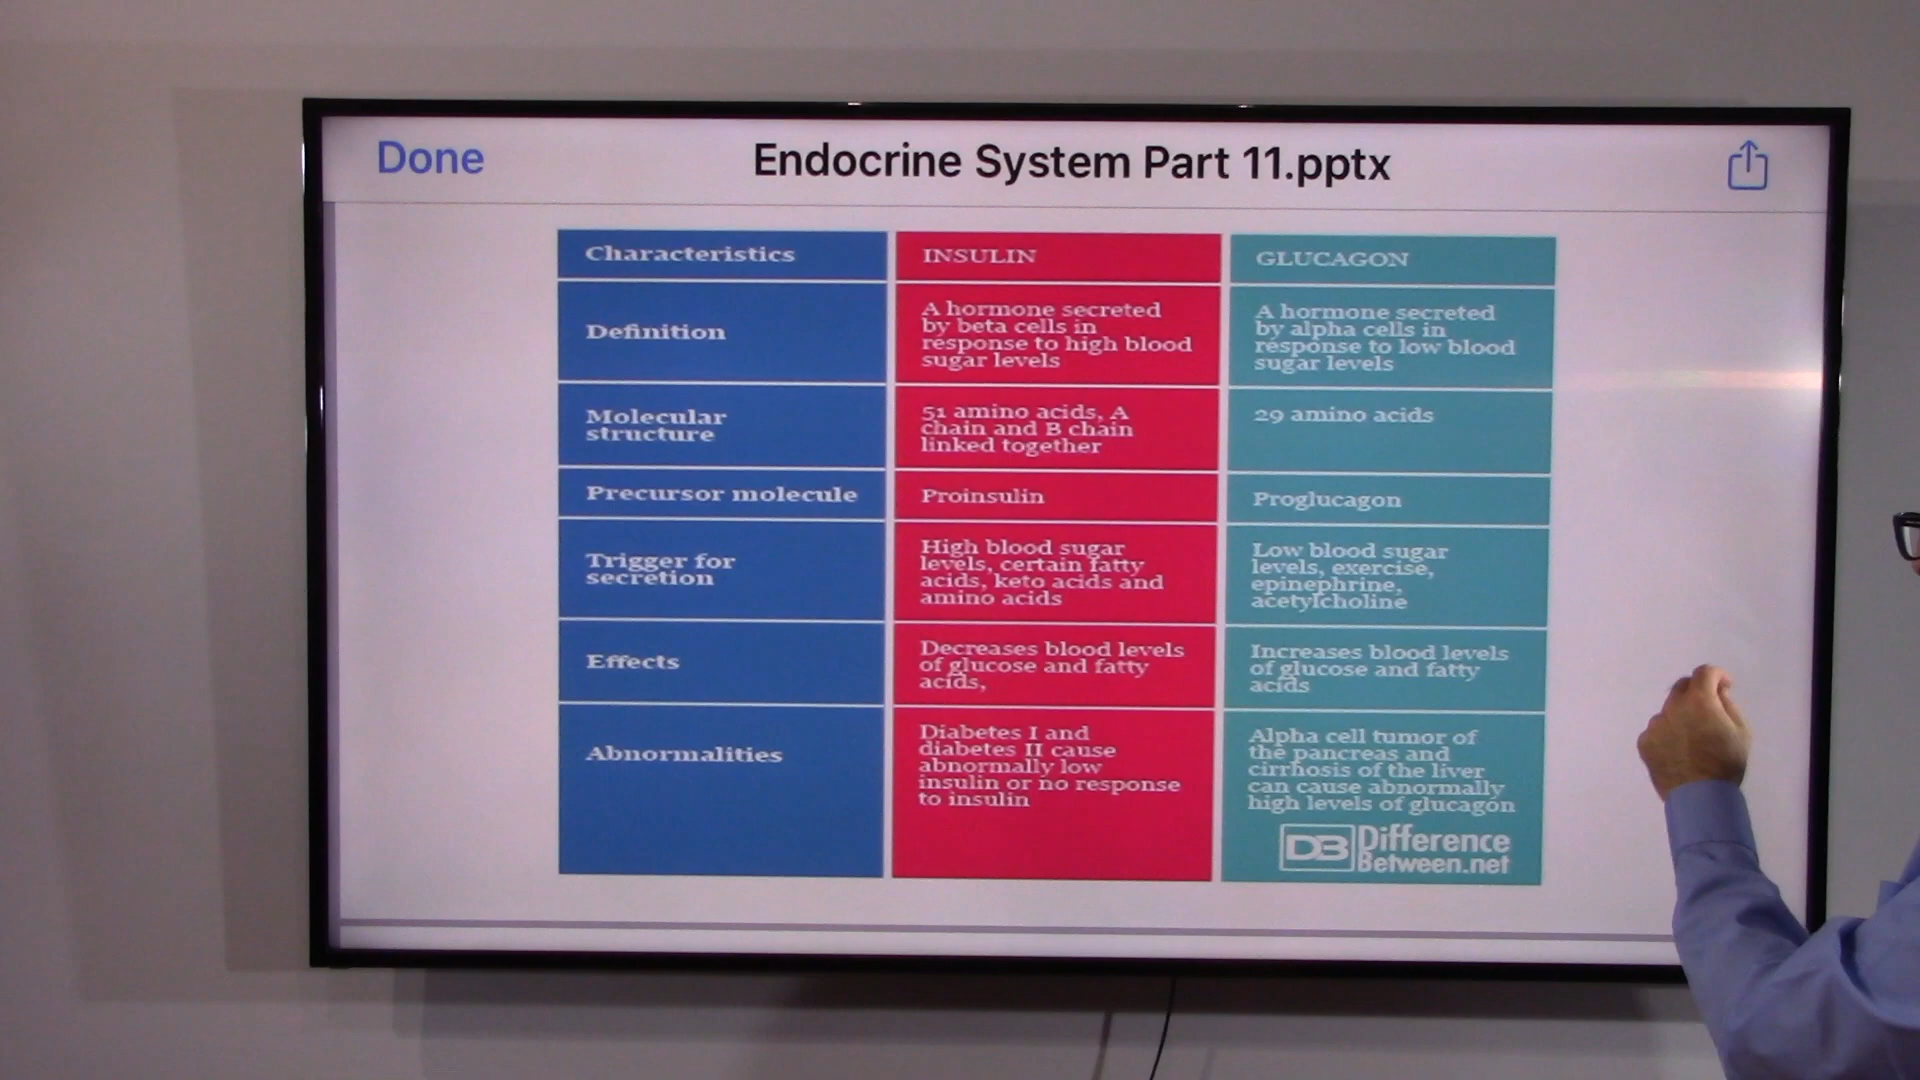 Done
Endocrine System Part 11.pptx
Characteristics
INSULIN
GLUCAGON
Definition
A hormone secreted
by beta cells in
response to high blood
sugar levels
A hormone secreted
by alpha cells in
response to low blood
sugar levels
Molecular
structure
51 amino acids, A
chain and B chain
linked together
29 amino acids
Precursor molecule
Proinsulin
Proglucagon
Trigger for
secretion
High blood sugar
levels, certain fatty
acids, keto acids and
amino acids
Low blood sugar
levels, exercise,
epinephrine,
acetylcholine
Effects
Decreases blood levels
of glucose and fatty
acids,
Increases blood levels
of glucose and fatty
acids
Abnormalities
Diabetes I and
diabetes II cause
abnormally low
insulin or no response
to insulin
Alpha cell tumor of
the pancreas and
cirrhosis of the liver
can cause abnormally
high levels of glucagon
DB Difference
Between.net